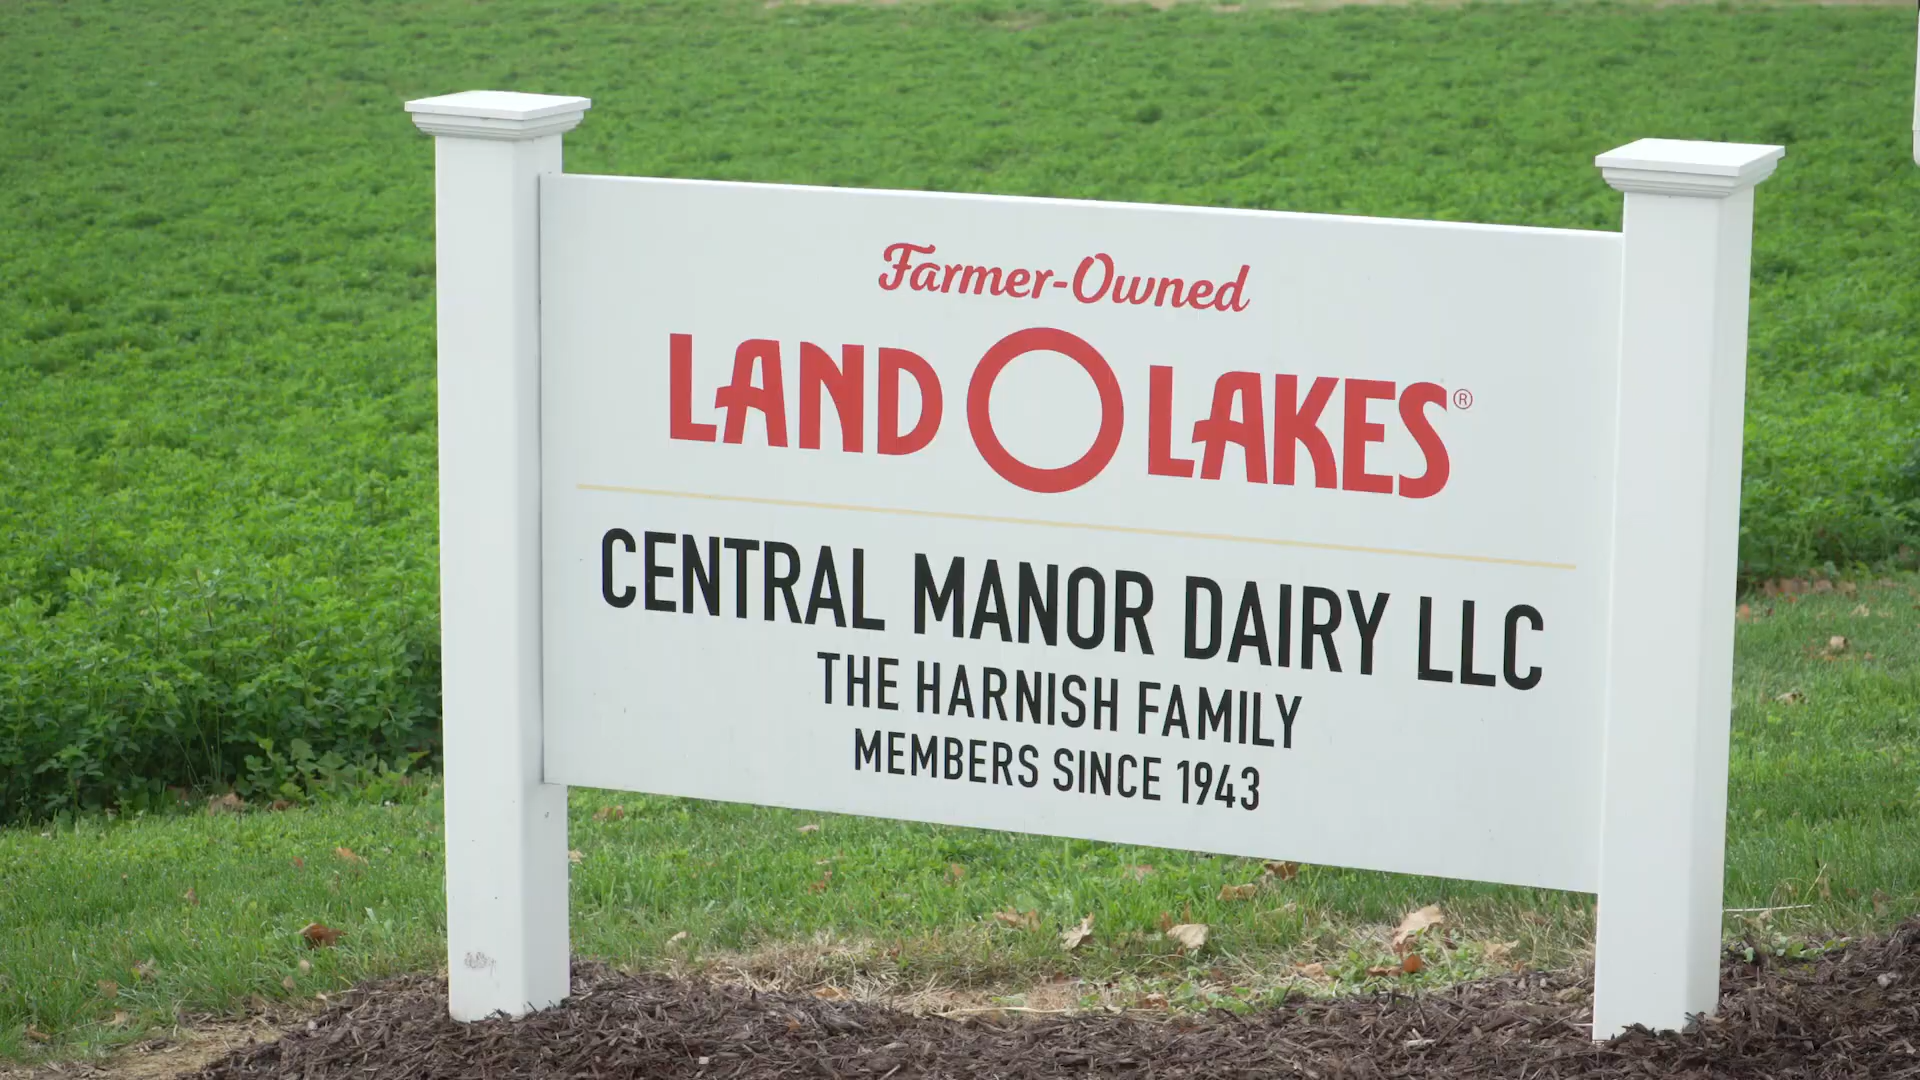 Farmer-Owned
LAND O LAKES®
CENTRAL MANOR DAIRY LLC
THE HARNISH FAMILY
MEMBERS SINCE 1943